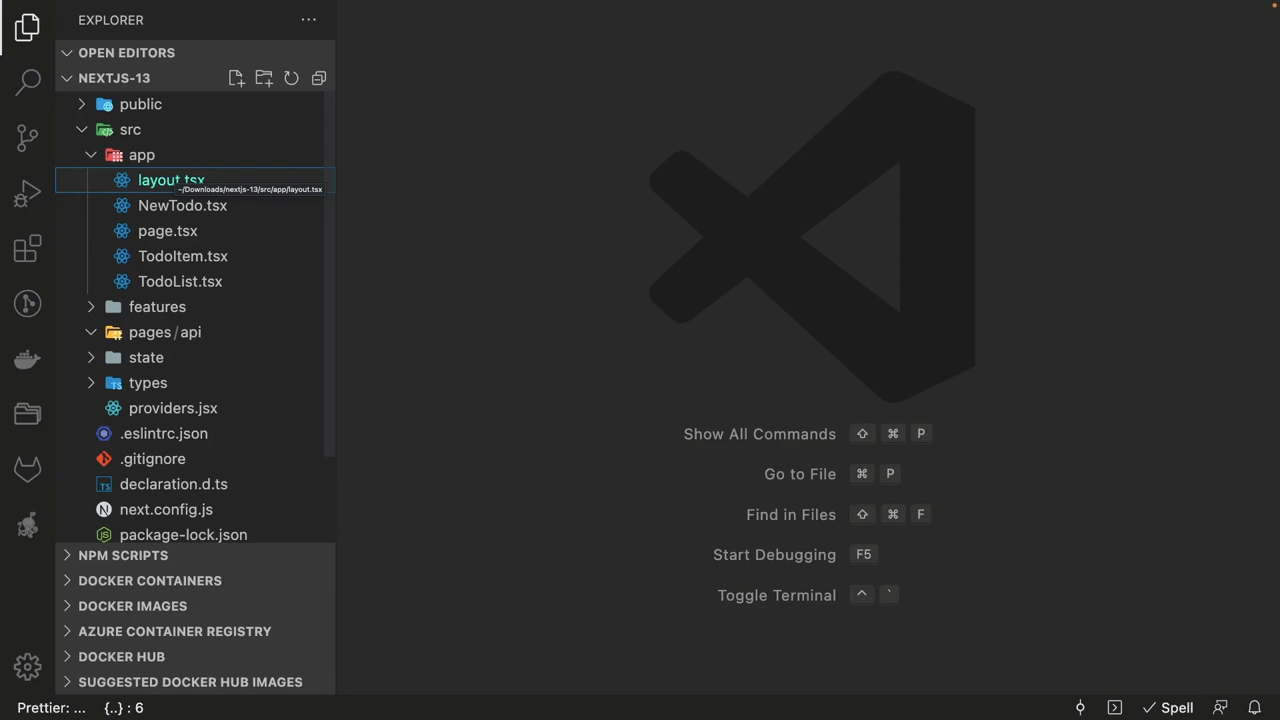 EXPLORER
OPEN EDITORS
NEXTJS-13
public
src
app
layout.tsx
~/Downloads/nextjs-13/src/app/layout.tsx
NewTodo.tsx
page.tsx
TodoItem.tsx
TodoList.tsx
features
pages / api
state
types
providers.jsx
.eslintrc.json
.gitignore
declaration.d.ts
next.config.js
package-lock.json
NPM SCRIPTS
DOCKER CONTAINERS
DOCKER IMAGES
AZURE CONTAINER REGISTRY
DOCKER HUB
SUGGESTED DOCKER HUB IMAGES
Show All Commands ⇧ ⌘ P
Go to File ⌘ P
Find in Files ⇧ ⌘ F
Start Debugging F5
Toggle Terminal ^ `
Prettier: ... {..} : 6 Spell